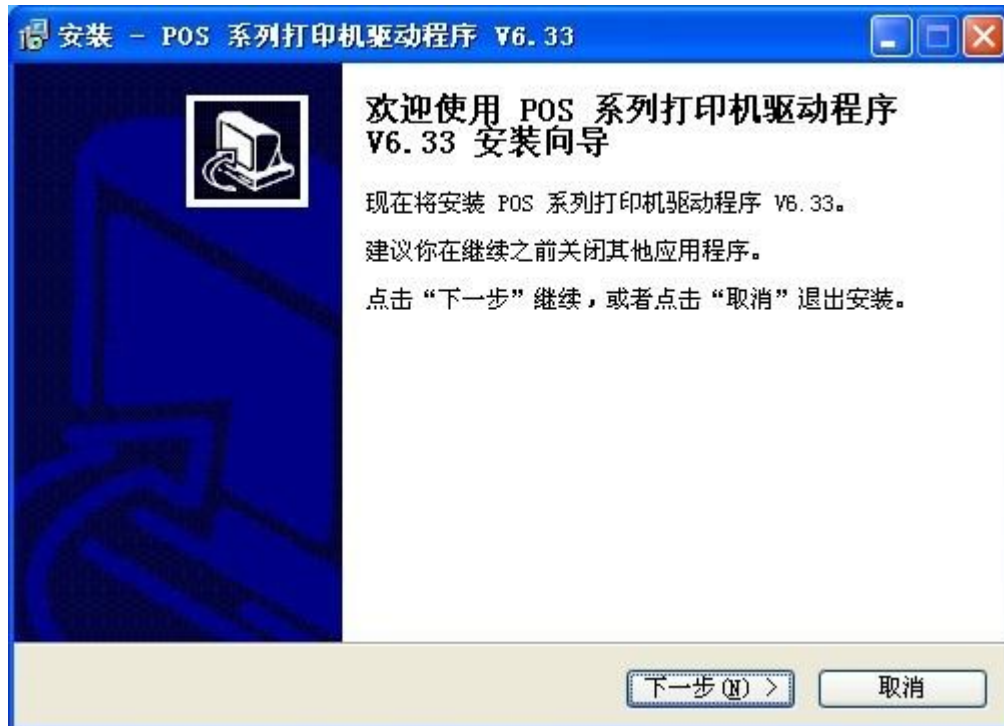 安装 - POS 系列打印机驱动程序 V6.33
欢迎使用 POS 系列打印机驱动程序
V6.33 安装向导
现在将安装 POS 系列打印机驱动程序 V6.33。
建议你在继续之前关闭其他应用程序。
点击“下一步”继续，或者点击“取消”退出安装。
下一步(N) >
取消